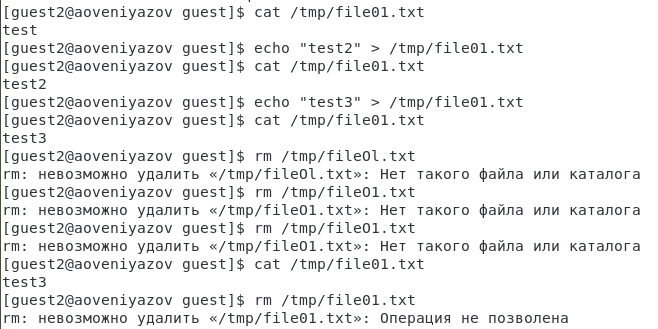 [guest2@aoveniyazov guest]$ cat /tmp/file01.txt
test
[guest2@aoveniyazov guest]$ echo "test2" > /tmp/file01.txt
[guest2@aoveniyazov guest]$ cat /tmp/file01.txt
test2
[guest2@aoveniyazov guest]$ echo "test3" > /tmp/file01.txt
[guest2@aoveniyazov guest]$ cat /tmp/file01.txt
test3
[guest2@aoveniyazov guest]$ rm /tmp/fileOl.txt
rm: невозможно удалить «/tmp/fileOl.txt»: Нет такого файла или каталога
[guest2@aoveniyazov guest]$ rm /tmp/fileO1.txt
rm: невозможно удалить «/tmp/fileO1.txt»: Нет такого файла или каталога
[guest2@aoveniyazov guest]$ rm /tmp/fileO1.txt
rm: невозможно удалить «/tmp/fileO1.txt»: Нет такого файла или каталога
[guest2@aoveniyazov guest]$ cat /tmp/file01.txt
test3
[guest2@aoveniyazov guest]$ rm /tmp/file01.txt
rm: невозможно удалить «/tmp/file01.txt»: Операция не позволена